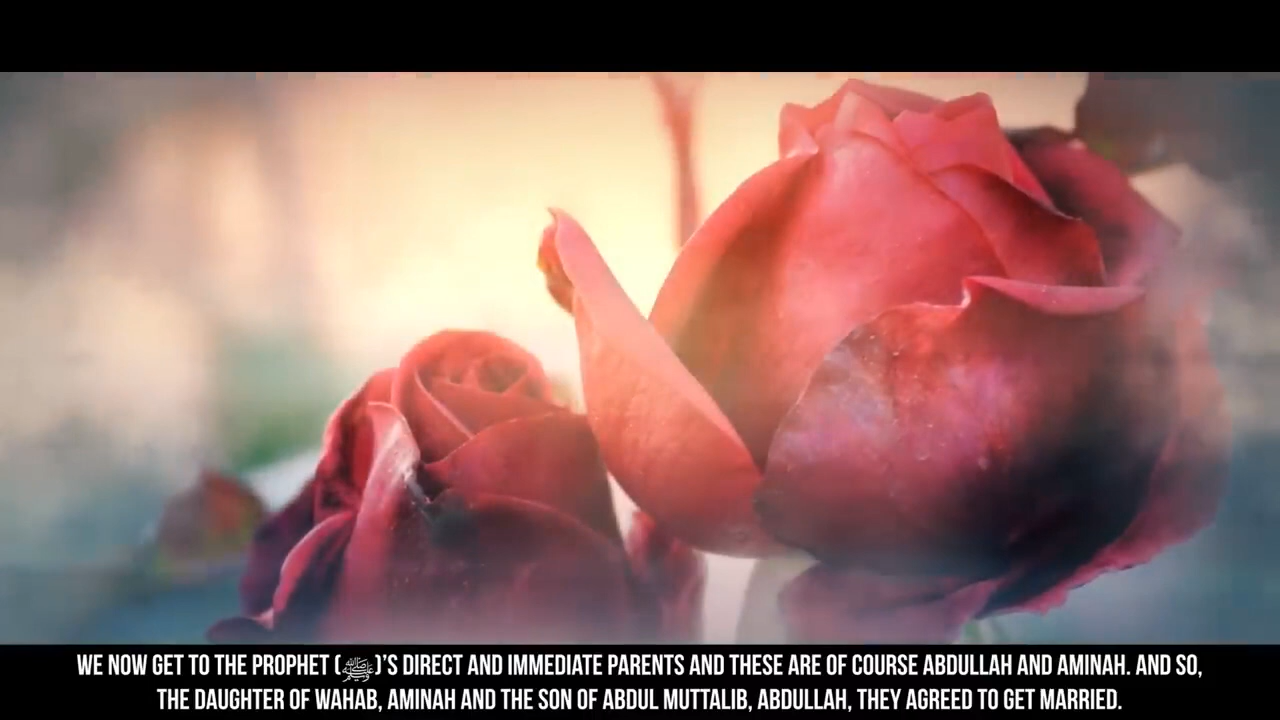 WE NOW GET TO THE PROPHET (ﷺ)'S DIRECT AND IMMEDIATE PARENTS AND THESE ARE OF COURSE ABDULLAH AND AMINAH. AND SO,
THE DAUGHTER OF WAHAB, AMINAH AND THE SON OF ABDUL MUTTALIB, ABDULLAH, THEY AGREED TO GET MARRIED.